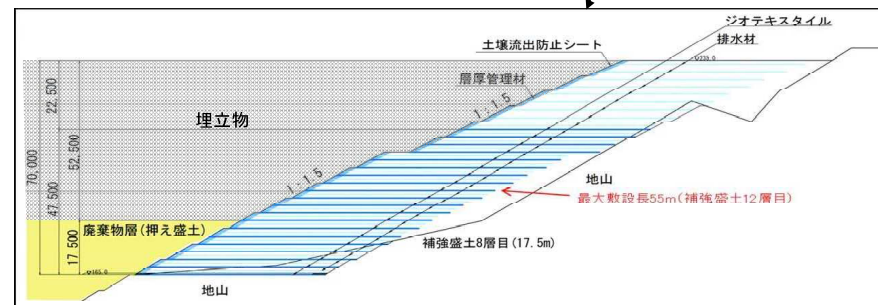 ジオテキスタイル
排水材
土壌流出防止シート
▽235.0
層厚管理材
22,500
1:1.5
埋立物
52,500
70,000
1:1.5
地山
最大敷設長55m(補強盛土12層目)
47,500
廃棄物層(押え盛土)
17,500
補強盛土8層目(17.5m)
▽165.0
地山